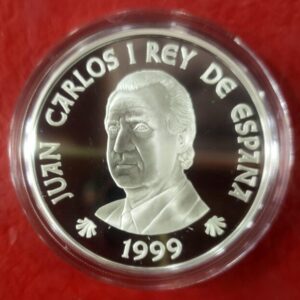 JUAN CARLOS I REY DE ESPAÑA
1999